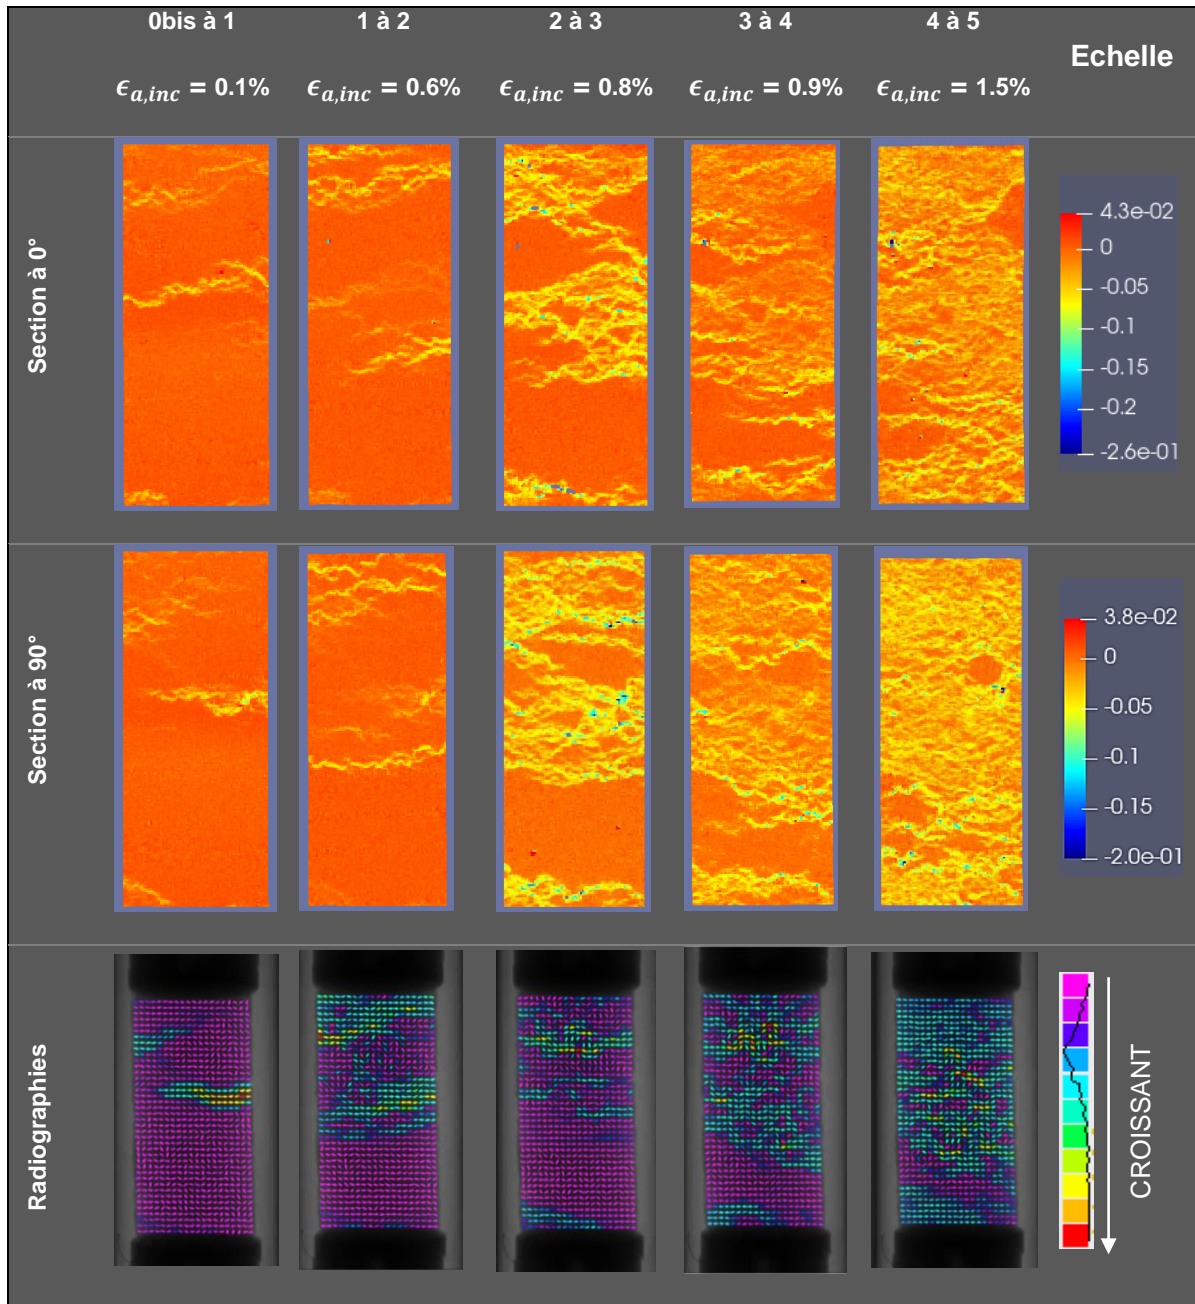 0bis à 1 1 à 2 2 à 3 3 à 4 4 à 5
Echelle
ϵa,inc = 0.1% ϵa,inc = 0.6% ϵa,inc = 0.8% ϵa,inc = 0.9% ϵa,inc = 1.5%
Section à 0°
4.3e-02
0
-0.05
-0.1
-0.15
-0.2
-2.6e-01
Section à 90°
3.8e-02
0
-0.05
-0.1
-0.15
-2.0e-01
Radiographies
CROISSANT